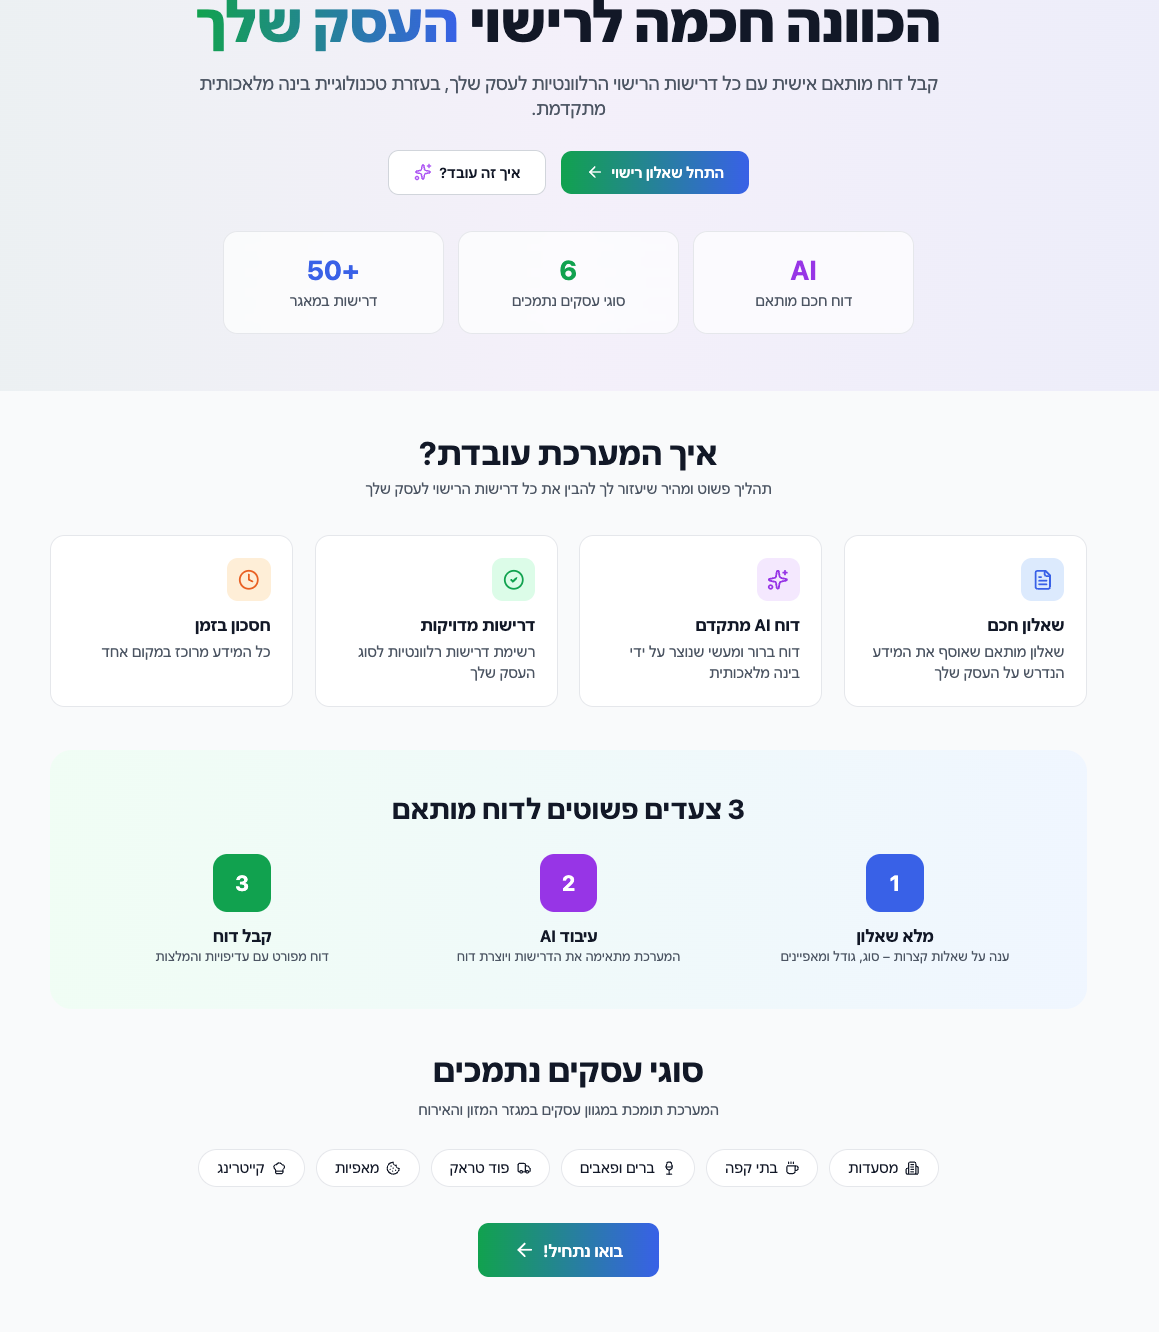 הכוונה חכמה לרישוי העסק שלך
קבל דוח מותאם אישית עם כל דרישות הרישוי הרלוונטיות לעסק שלך, בעזרת טכנולוגיית בינה מלאכותית
מתקדמת.
התחל שאלון רישוי
איך זה עובד?
AI
דוח חכם מותאם
6
סוגי עסקים נתמכים
50+
דרישות במאגר
איך המערכת עובדת?
תהליך פשוט ומהיר שיעזור לך להבין את כל דרישות הרישוי לעסק שלך
שאלון חכם
שאלון מותאם שאוסף את המידע
הנדרש על העסק שלך
דוח AI מתקדם
דוח ברור ומעשי שנוצר על ידי
בינה מלאכותית
דרישות מדויקות
רשימת דרישות רלוונטיות לסוג
העסק שלך
חסכון בזמן
כל המידע מרוכז במקום אחד
3 צעדים פשוטים לדוח מותאם
1
מלא שאלון
ענה על שאלות קצרות – סוג, גודל ומאפיינים
2
עיבוד AI
המערכת מתאימה את הדרישות ויוצרת דוח
3
קבל דוח
דוח מפורט עם עדיפויות והמלצות
סוגי עסקים נתמכים
המערכת תומכת במגוון עסקים במגזר המזון והאירוח
מסעדות
בתי קפה
ברים ופאבים
פוד טראק
מאפיות
קייטרינג
בואו נתחיל!